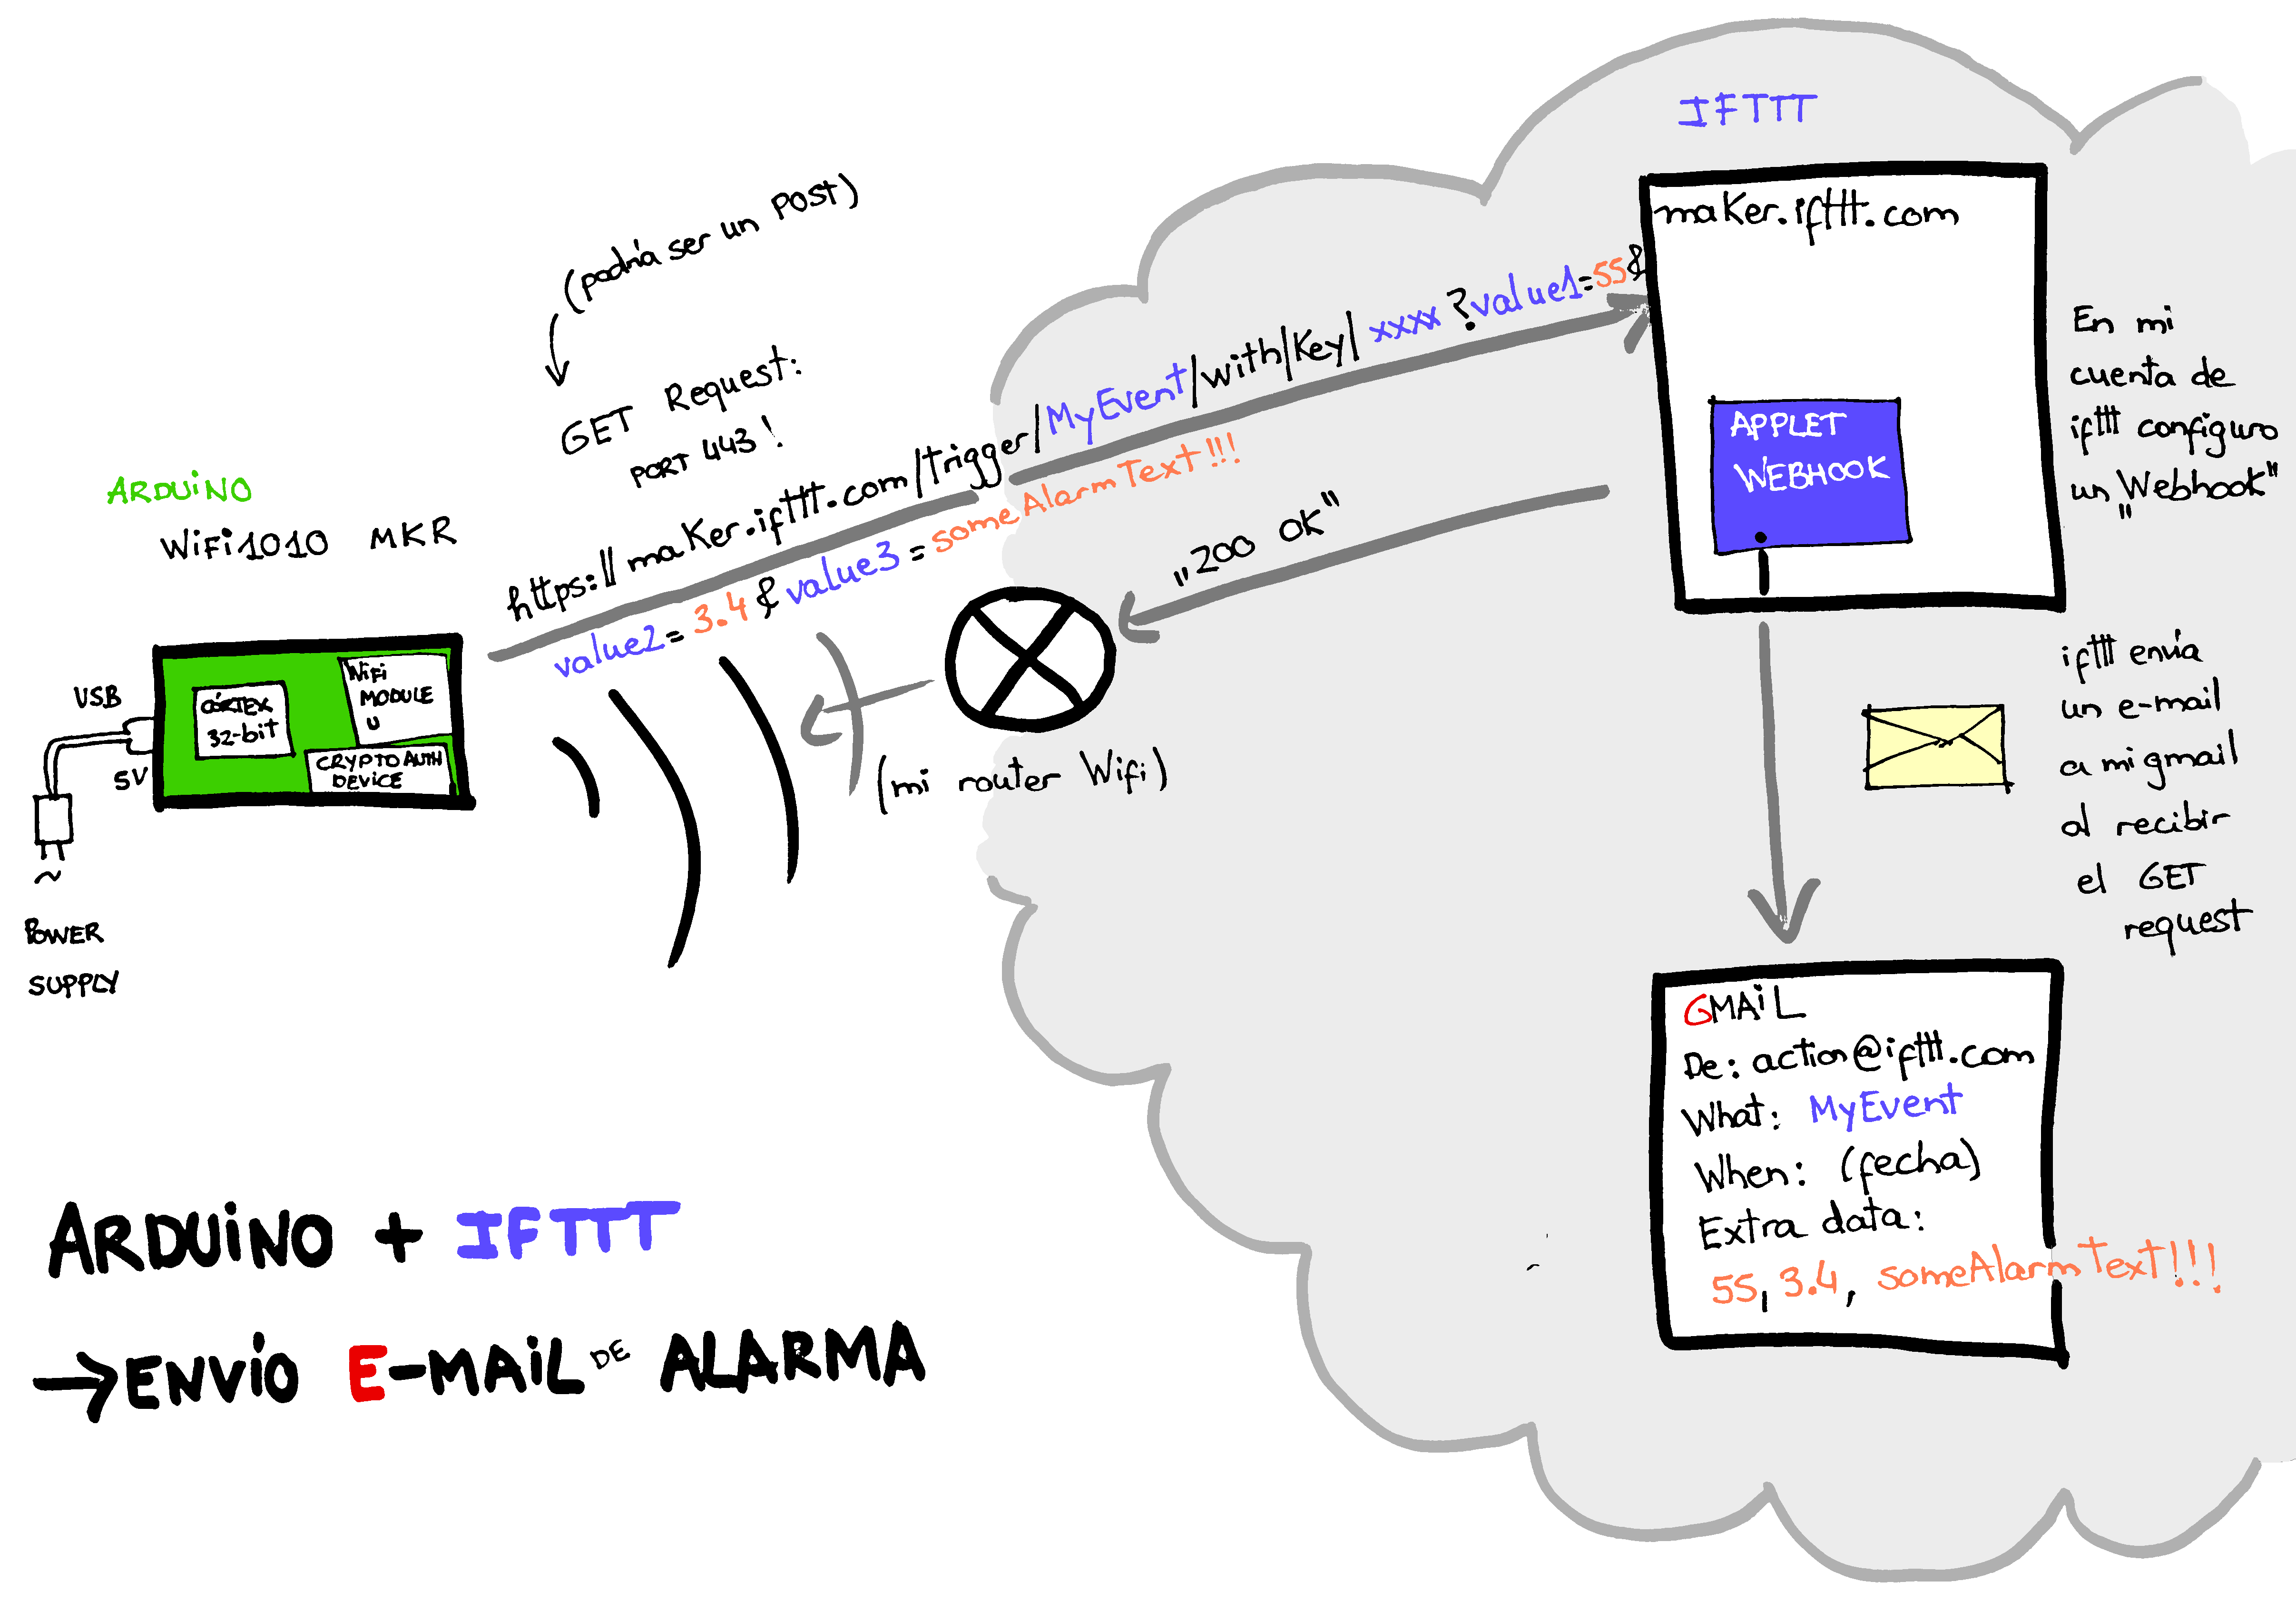 IFTTT
maker.ifttt.com
(podría ser un POST)
GET Request:
PORT 443!
https://maker.ifttt.com/trigger/MyEvent/with/Key/xxxx?value1=55&
value2=3.4&value3=someAlarmText!!!
"200 OK"
APPLET
WEBHOOK
En mi
cuenta de
ifttt configuro
un "Webhook"
ARDUiNO
WiFi1010 MKR
USB
5V
CÓRTEX
32-bit
WiFi
MODULE
U
CRYPTO AUTH
DEVICE
~
POWER
SUPPLY
(mi router Wifi)
ifttt envía
un e-mail
a mi gmail
al recibir
el GET
request
GMAiL
De: action@ifttt.com
What: MyEvent
When: (fecha)
Extra data:
55, 3.4, someAlarmText!!!
ARDUiNO + IFTTT
→ENVÍO E-MAiL DE ALARMA